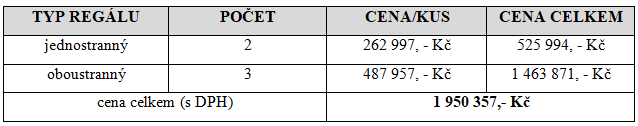 TYP REGÁLU POČET CENA/KUS CENA CELKEM
jednostranný 2 262 997, - Kč 525 994, - Kč
oboustranný 3 487 957, - Kč 1 463 871, - Kč
cena celkem (s DPH) 1 950 357,- Kč